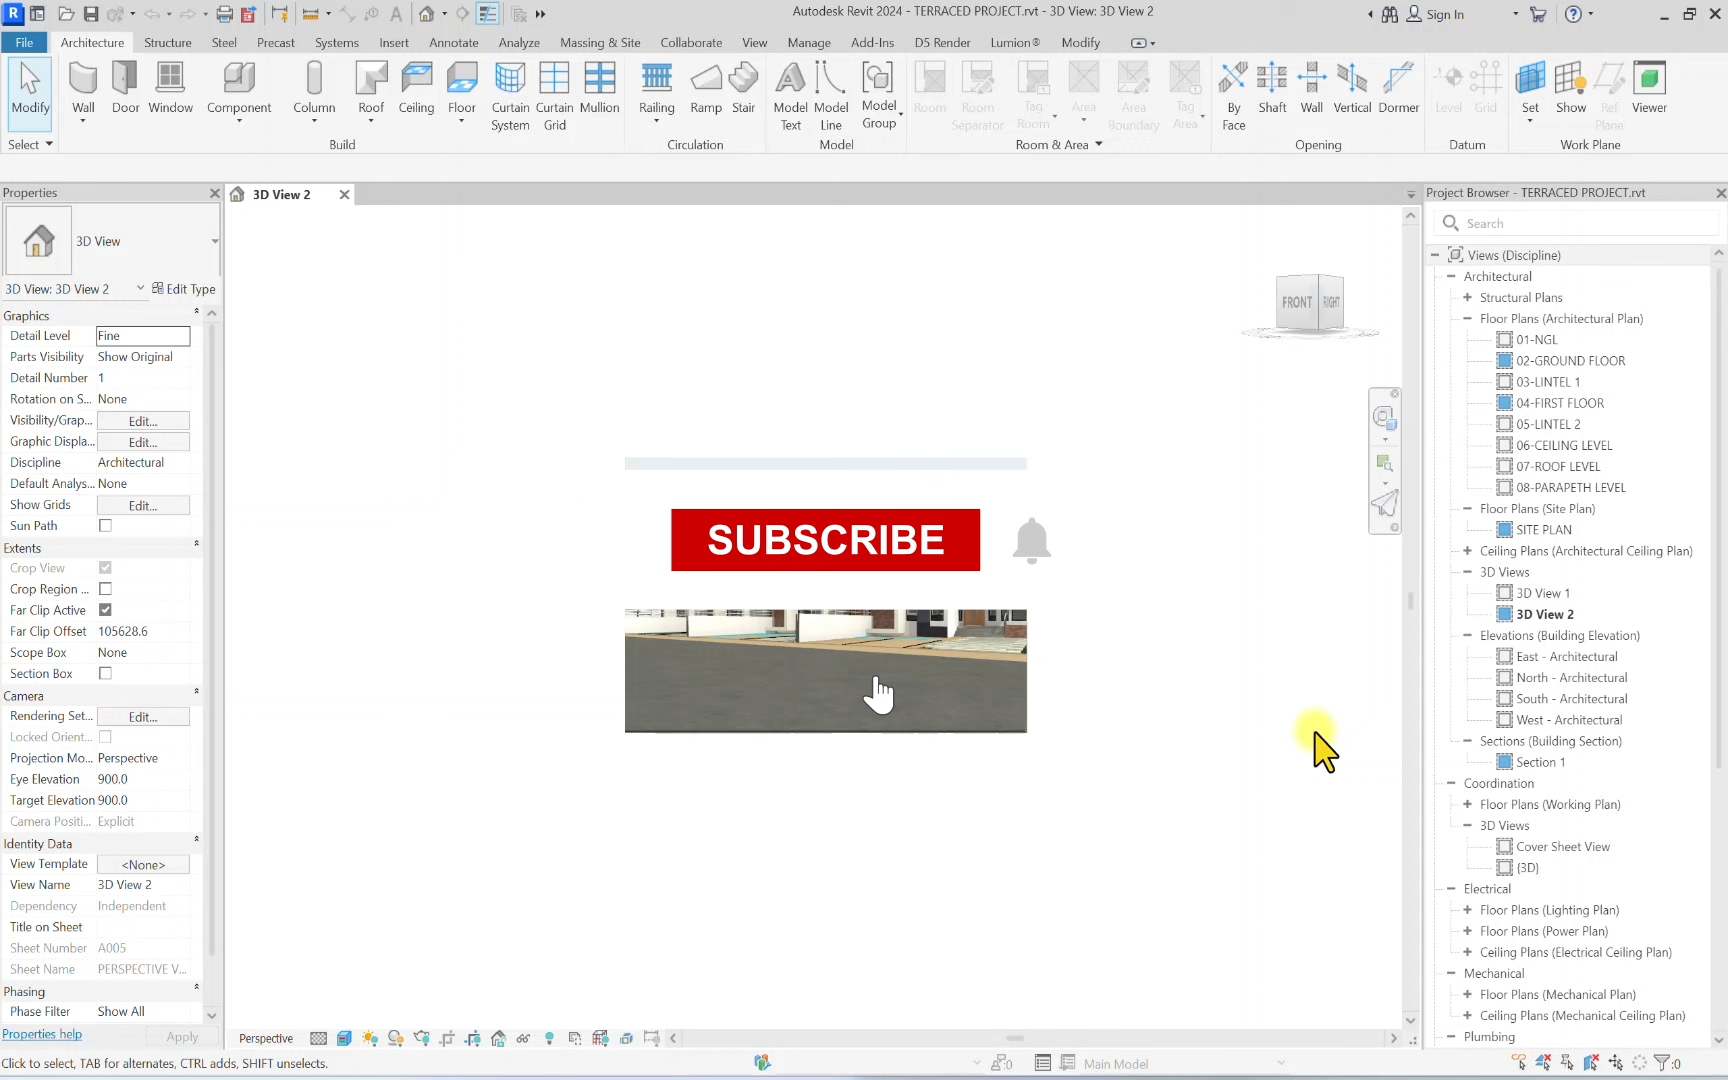 Autodesk Revit 2024 - TERRACED PROJECT.rvt - 3D View: 3D View 2
Sign In
File Architecture Structure Steel Precast Systems Insert Annotate Analyze Massing & Site Collaborate View Manage Add-Ins D5 Render Lumion® Modify
Modify Wall Door Window Component Column Roof Ceiling Floor Curtain System Curtain Grid Mullion Railing Ramp Stair Model Text Model Line Model Group Room Room Separator Tag Room Area Area Boundary Tag Area By Face Shaft Wall Vertical Dormer Level Grid Set Show Ref Plane Viewer
Select Build Circulation Model Room & Area Opening Datum Work Plane
Properties
3D View
3D View: 3D View 2 Edit Type
Graphics
Detail Level Fine
Parts Visibility Show Original
Detail Number 1
Rotation on S... None
Visibility/Grap... Edit...
Graphic Displa... Edit...
Discipline Architectural
Default Analys... None
Show Grids Edit...
Sun Path
Extents
Crop View
Crop Region ...
Far Clip Active
Far Clip Offset 105628.6
Scope Box None
Section Box
Camera
Rendering Set... Edit...
Locked Orient...
Projection Mo... Perspective
Eye Elevation 900.0
Target Elevation 900.0
Camera Positi... Explicit
Identity Data
View Template <None>
View Name 3D View 2
Dependency Independent
Title on Sheet
Sheet Number A005
Sheet Name PERSPECTIVE V...
Phasing
Phase Filter Show All
Properties help Apply
3D View 2
FRONT RIGHT
SUBSCRIBE
Perspective
Project Browser - TERRACED PROJECT.rvt
Search
Views (Discipline)
Architectural
Structural Plans
Floor Plans (Architectural Plan)
01-NGL
02-GROUND FLOOR
03-LINTEL 1
04-FIRST FLOOR
05-LINTEL 2
06-CEILING LEVEL
07-ROOF LEVEL
08-PARAPETH LEVEL
Floor Plans (Site Plan)
SITE PLAN
Ceiling Plans (Architectural Ceiling Plan)
3D Views
3D View 1
3D View 2
Elevations (Building Elevation)
East - Architectural
North - Architectural
South - Architectural
West - Architectural
Sections (Building Section)
Section 1
Coordination
Floor Plans (Working Plan)
3D Views
Cover Sheet View
{3D}
Electrical
Floor Plans (Lighting Plan)
Floor Plans (Power Plan)
Ceiling Plans (Electrical Ceiling Plan)
Mechanical
Floor Plans (Mechanical Plan)
Ceiling Plans (Mechanical Ceiling Plan)
Plumbing
Click to select, TAB for alternates, CTRL adds, SHIFT unselects.
:0
Main Model
:0